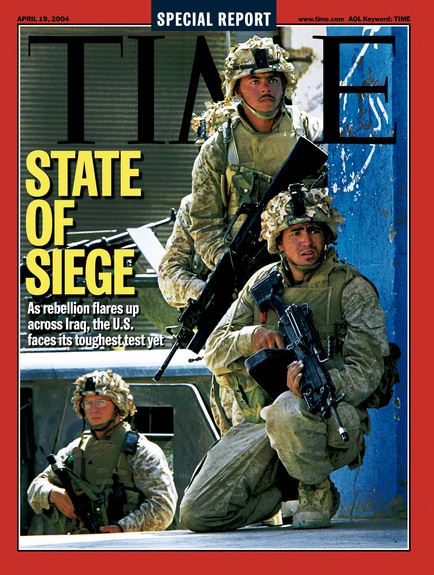 APRIL 19, 2004
SPECIAL REPORT
www.time.com AOL Keyword: TIME
TIME
STATE
OF
SIEGE
As rebellion flares up
across Iraq, the U.S.
faces its toughest test yet